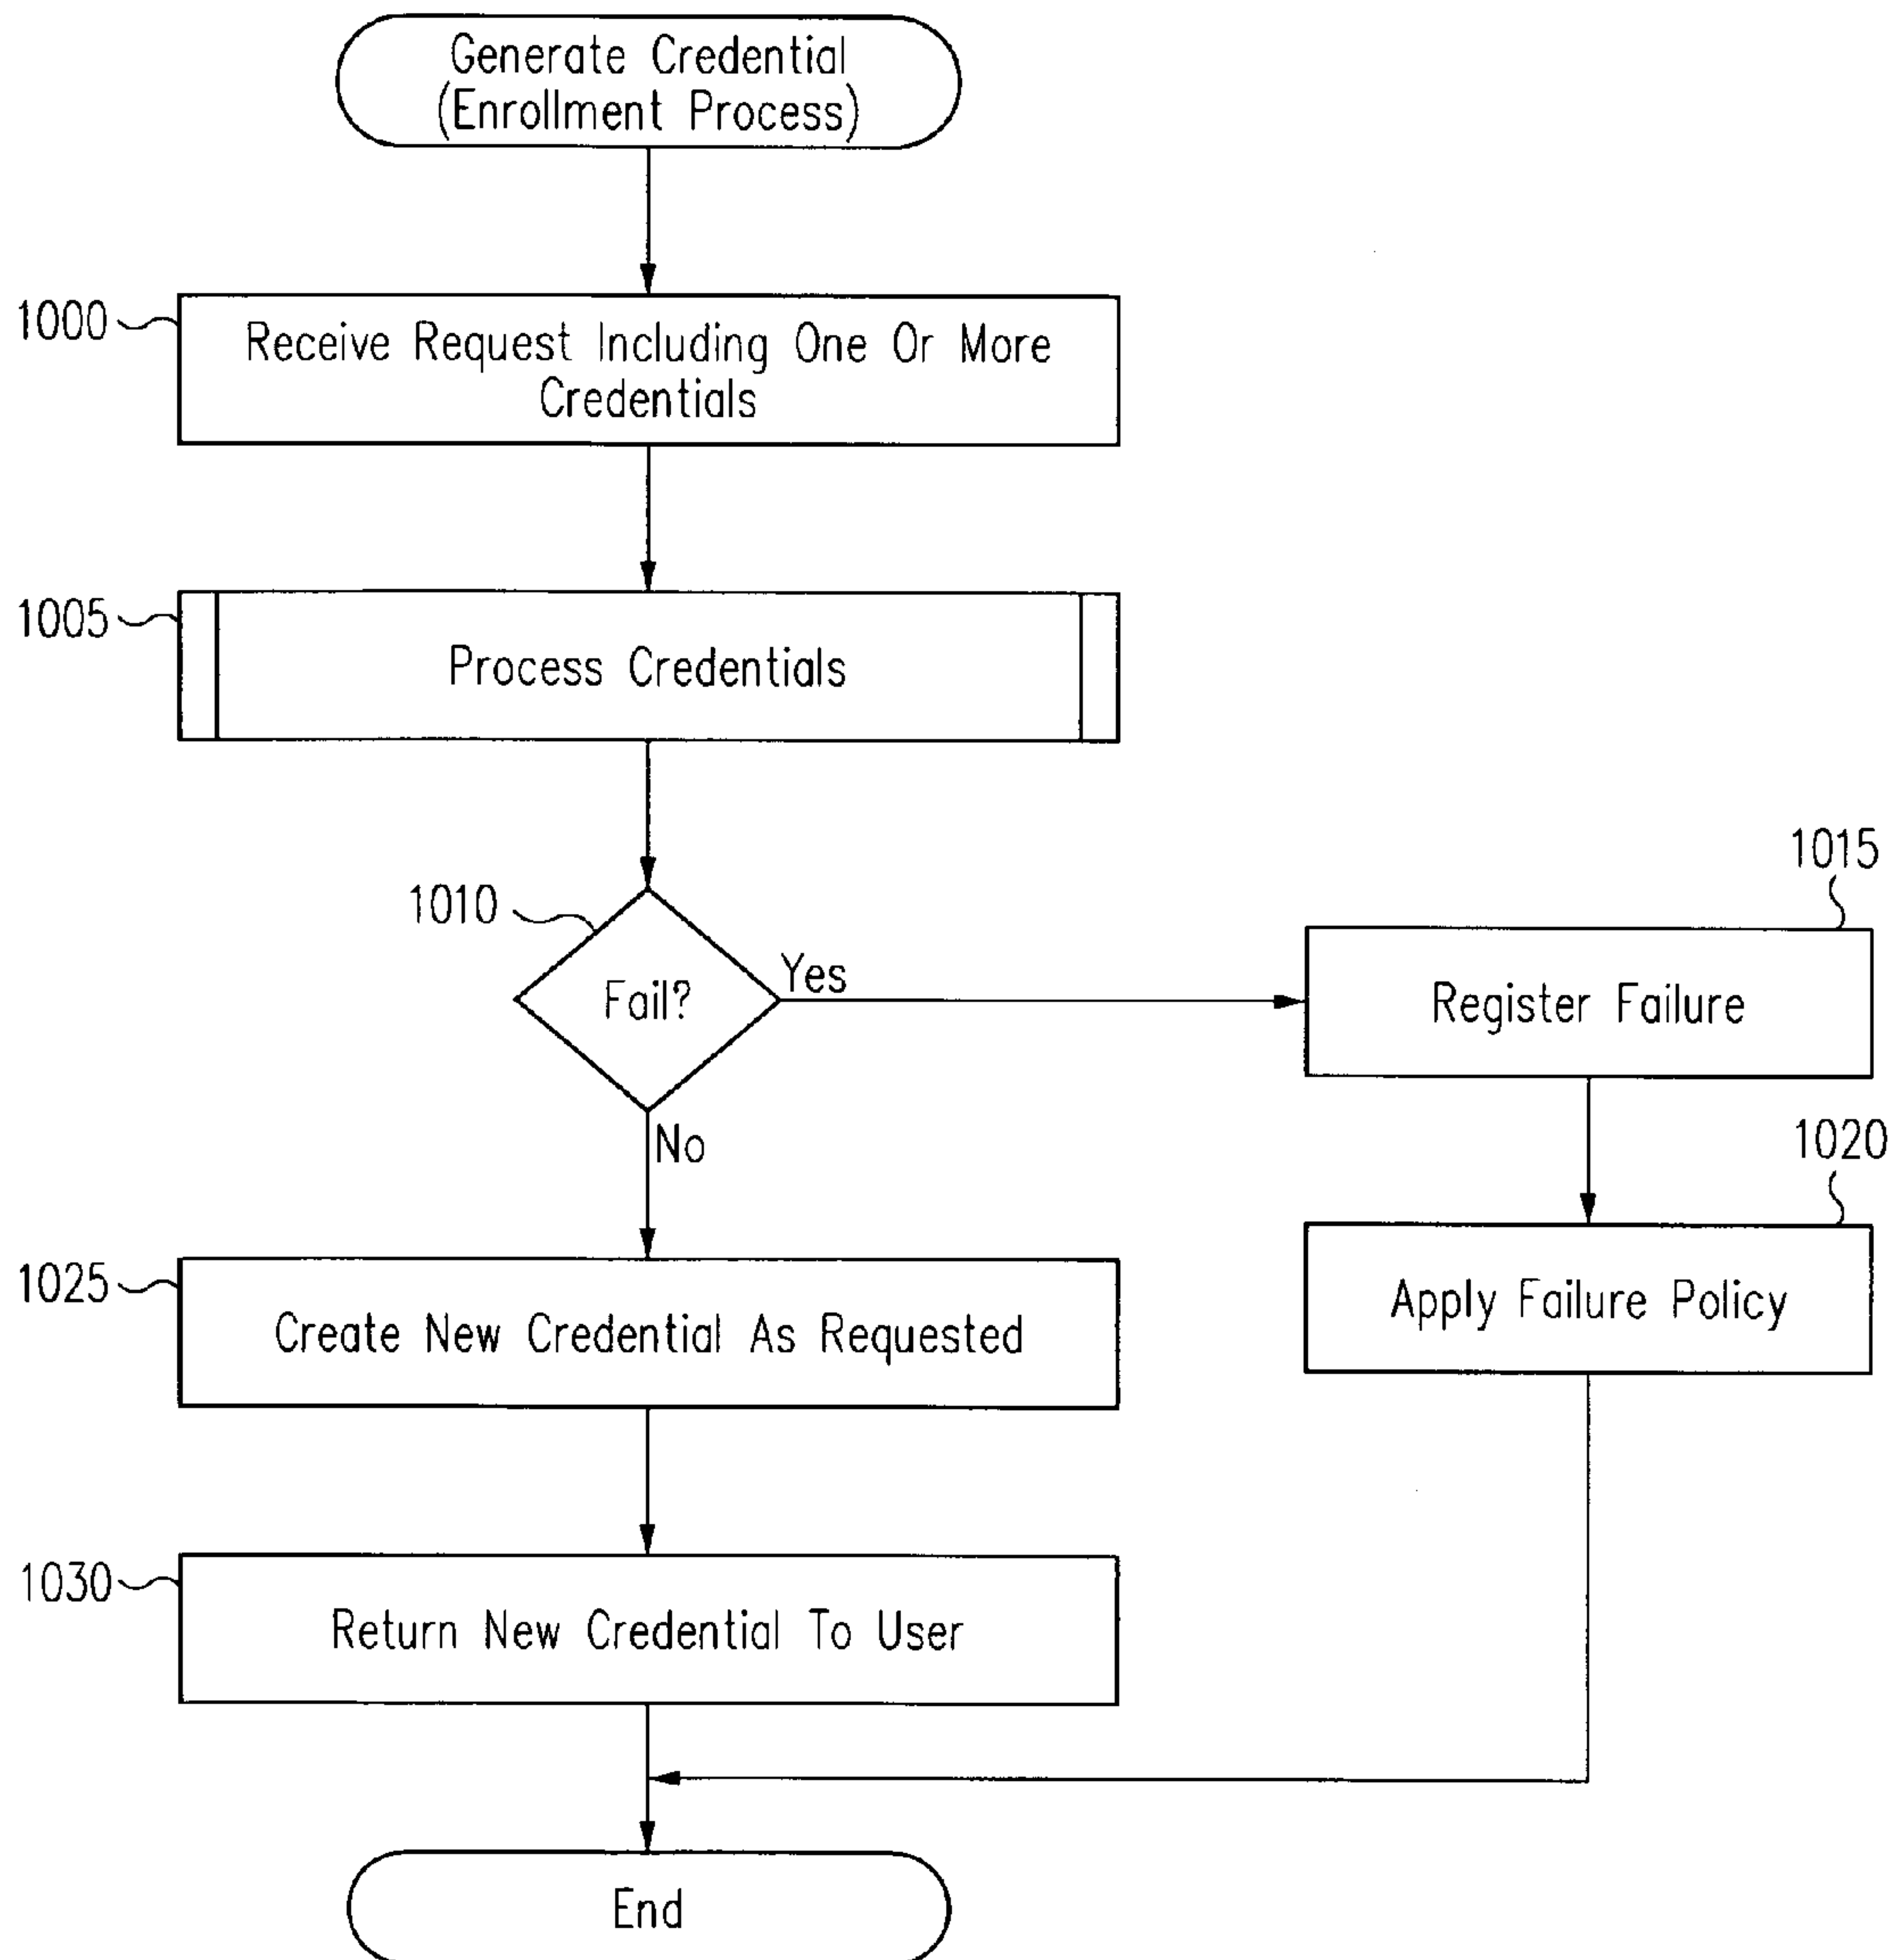 Generate Credential
(Enrollment Process)
1000
Receive Request Including One Or More
Credentials
1005
Process Credentials
1010
Fail?
Yes
1015
Register Failure
No
1020
Apply Failure Policy
1025
Create New Credential As Requested
1030
Return New Credential To User
End